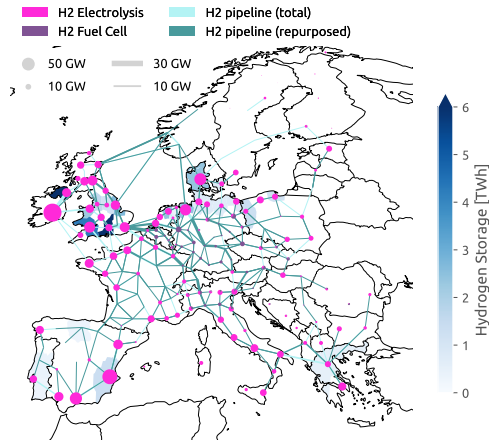 H2 Electrolysis
H2 Fuel Cell
H2 pipeline (total)
H2 pipeline (repurposed)
50 GW
10 GW
30 GW
10 GW
6
5
4
3
2
1
0
Hydrogen Storage [TWh]